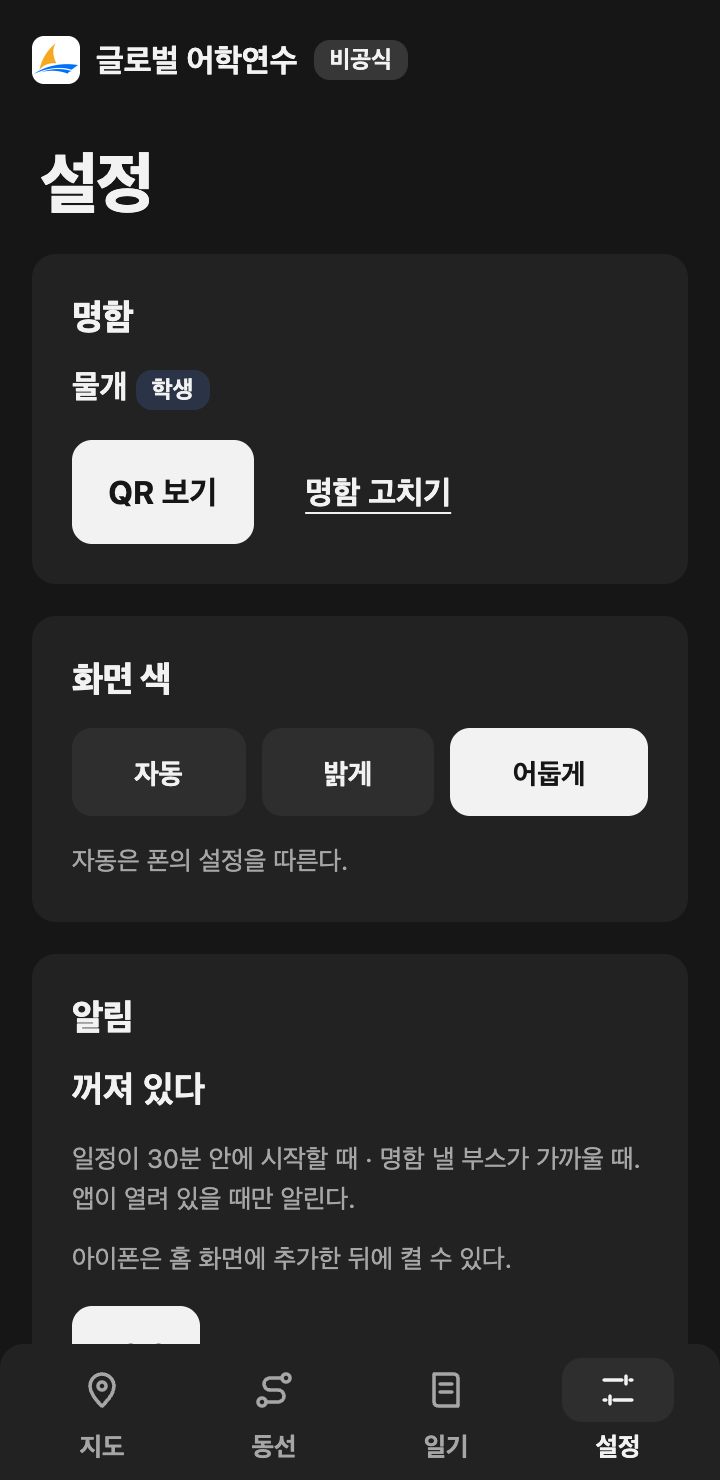 글로벌 어학연수 비공식
설정
명함
물개 학생
QR 보기 명함 고치기
화면 색
자동 밝게 어둡게
자동은 폰의 설정을 따른다.
알림
꺼져 있다
일정이 30분 안에 시작할 때 · 명함 낼 부스가 가까울 때.
앱이 열려 있을 때만 알린다.
아이폰은 홈 화면에 추가한 뒤에 켤 수 있다.
지도 동선 일기 설정